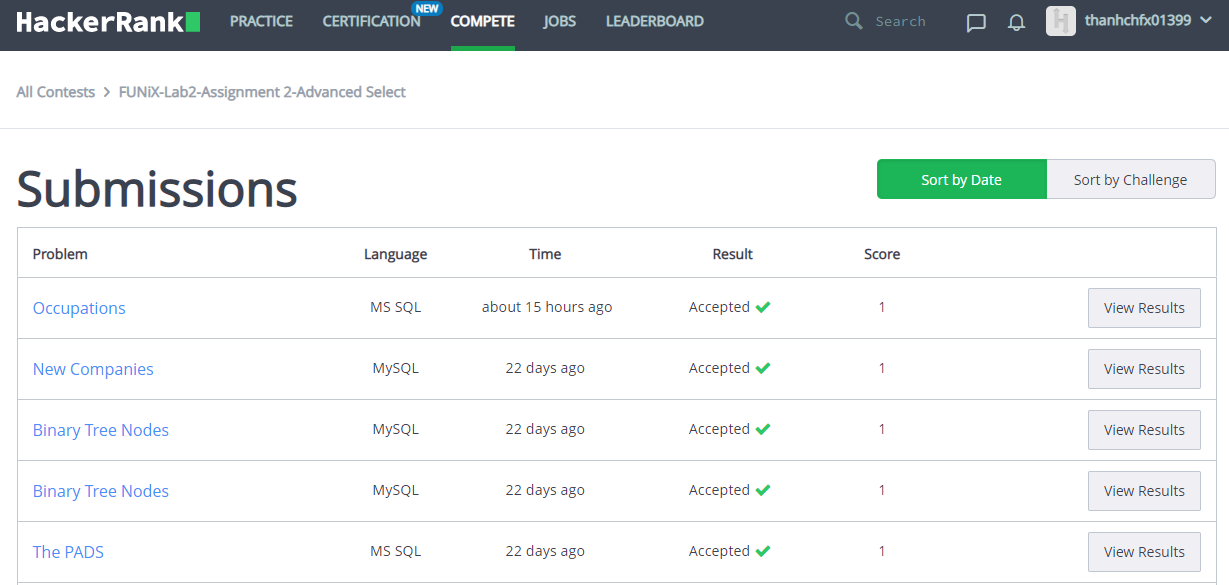 HackerRank PRACTICE CERTIFICATION NEW COMPETE JOBS LEADERBOARD Search thanhchfx01399
All Contests > FUNiX-Lab2-Assignment 2-Advanced Select
Submissions
Sort by Date Sort by Challenge
Problem Language Time Result Score
Occupations MS SQL about 15 hours ago Accepted 1 View Results
New Companies MySQL 22 days ago Accepted 1 View Results
Binary Tree Nodes MySQL 22 days ago Accepted 1 View Results
Binary Tree Nodes MySQL 22 days ago Accepted 1 View Results
The PADS MS SQL 22 days ago Accepted 1 View Results